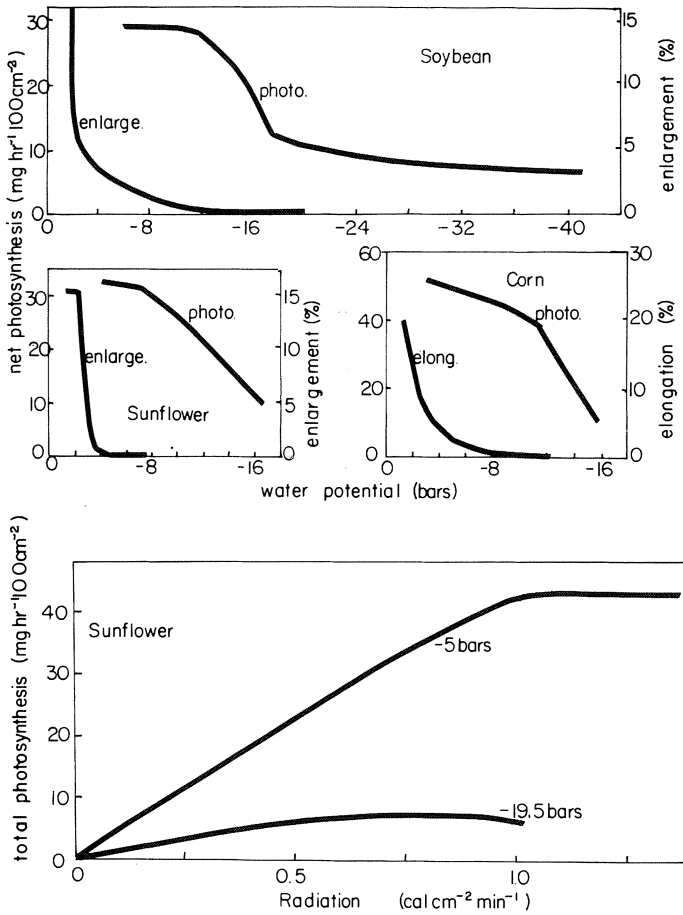 net photosynthesis (mg hr⁻¹ 100cm⁻²)
30
20
10
0
Soybean
photo.
enlarge.
15
10
5
0
enlargement (%)
0 -8 -16 -24 -32 -40
30
20
10
0
photo.
enlarge.
Sunflower
15
10
5
0
enlargement (%)
0 -8 -16
60
40
20
0
Corn
photo.
elong.
30
20
10
0
elongation (%)
0 -8 -16
water potential (bars)
total photosynthesis (mg hr⁻¹ 100cm⁻²)
40
30
20
10
0
Sunflower
-5 bars
-19.5 bars
0 0.5 1.0
Radiation (cal cm⁻² min⁻¹)